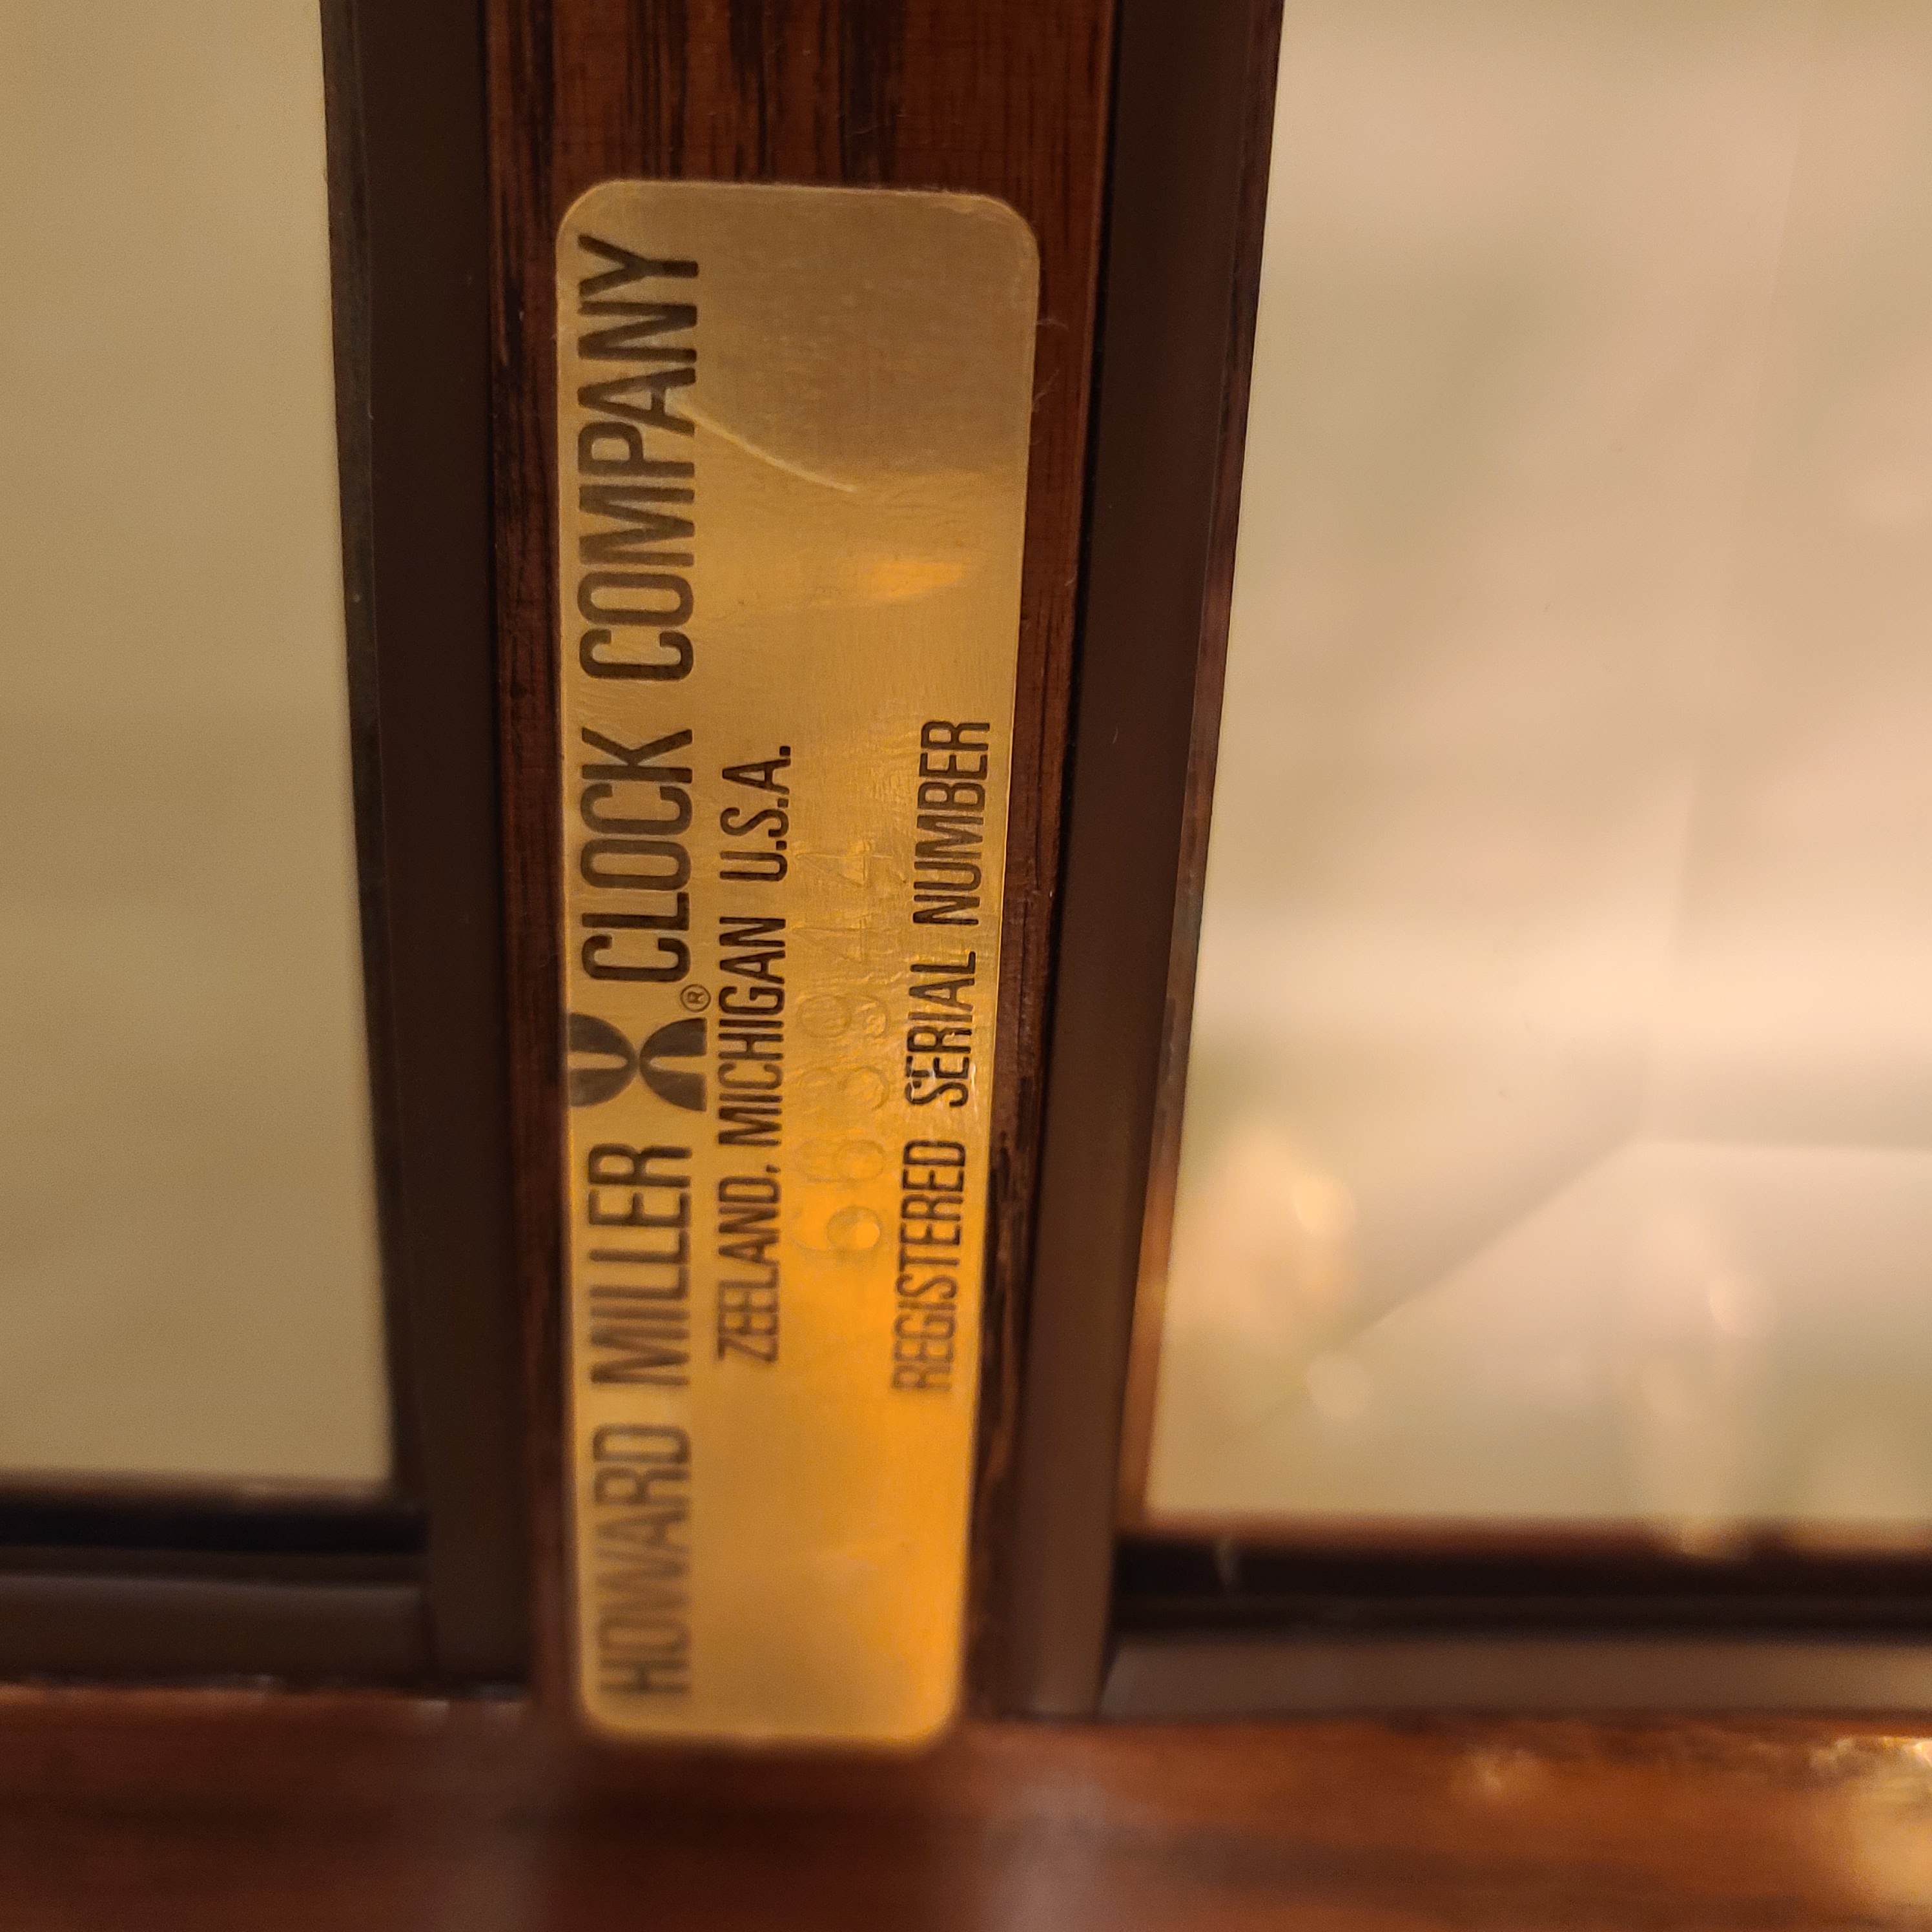 HOWARD MILLER CLOCK COMPANY
®
ZEELAND, MICHIGAN U.S.A.
REGISTERED SERIAL NUMBER